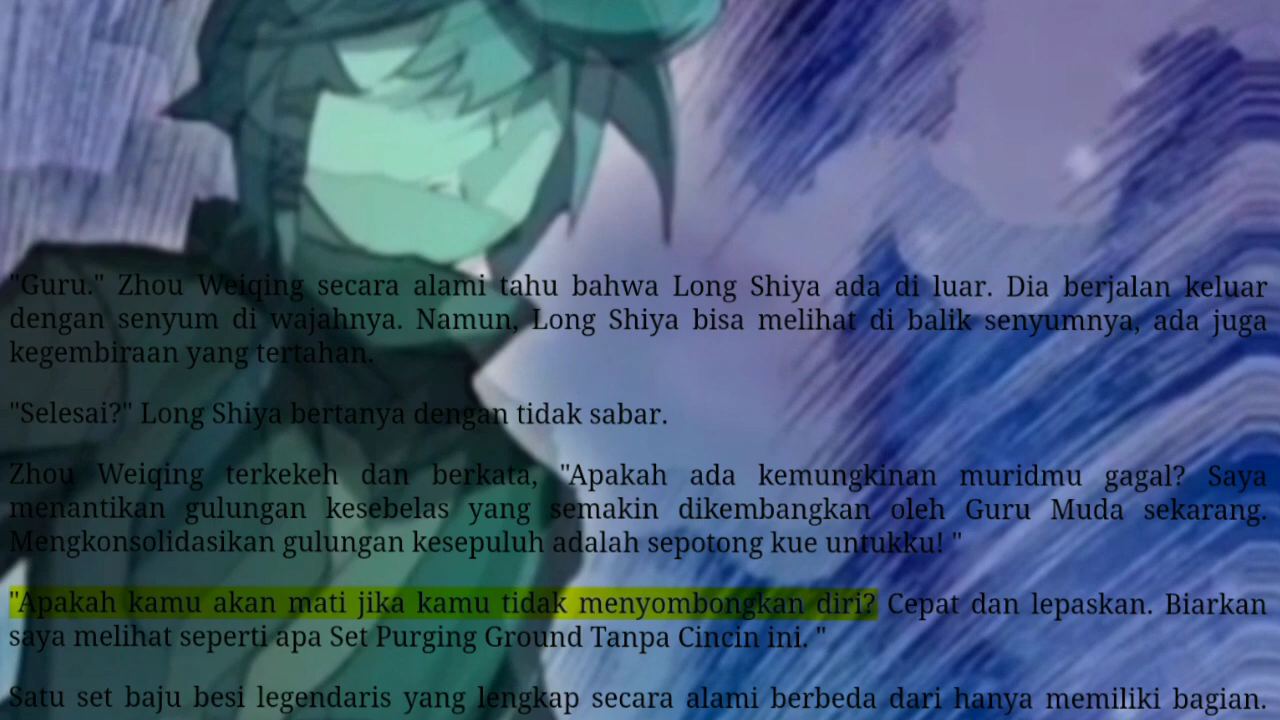 "Guru." Zhou Weiqing secara alami tahu bahwa Long Shiya ada di luar. Dia berjalan keluar
dengan senyum di wajahnya. Namun, Long Shiya bisa melihat di balik senyumnya, ada juga
kegembiraan yang tertahan.
"Selesai?" Long Shiya bertanya dengan tidak sabar.
Zhou Weiqing terkekeh dan berkata, "Apakah ada kemungkinan muridmu gagal? Saya
menantikan gulungan kesebelas yang semakin dikembangkan oleh Guru Muda sekarang.
Mengkonsolidasikan gulungan kesepuluh adalah sepotong kue untukku! "
"Apakah kamu akan mati jika kamu tidak menyombongkan diri? Cepat dan lepaskan. Biarkan
saya melihat seperti apa Set Purging Ground Tanpa Cincin ini. "
Satu set baju besi legendaris yang lengkap secara alami berbeda dari hanya memiliki bagian.